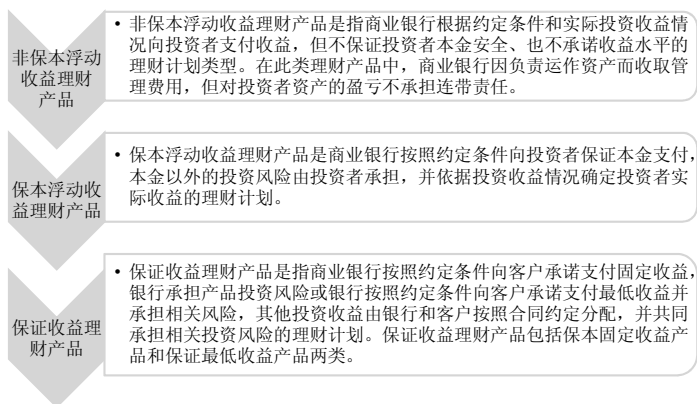 非保本浮动
收益理财
产品
• 非保本浮动收益理财产品是指商业银行根据约定条件和实际投资收益情
况向投资者支付收益，但不保证投资者本金安全、也不承诺收益水平的
理财计划类型。在此类理财产品中，商业银行因负责运作资产而收取管
理费用，但对投资者资产的盈亏不承担连带责任。
保本浮动收
益理财产品
• 保本浮动收益理财产品是商业银行按照约定条件向投资者保证本金支付，
本金以外的投资风险由投资者承担，并依据投资收益情况确定投资者实
际收益的理财计划。
保证收益理
财产品
• 保证收益理财产品是指商业银行按照约定条件向客户承诺支付固定收益，
银行承担产品投资风险或银行按照约定条件向客户承诺支付最低收益并
承担相关风险，其他投资收益由银行和客户按照合同约定分配，并共同
承担相关投资风险的理财计划。保证收益理财产品包括保本固定收益产
品和保证最低收益产品两类。